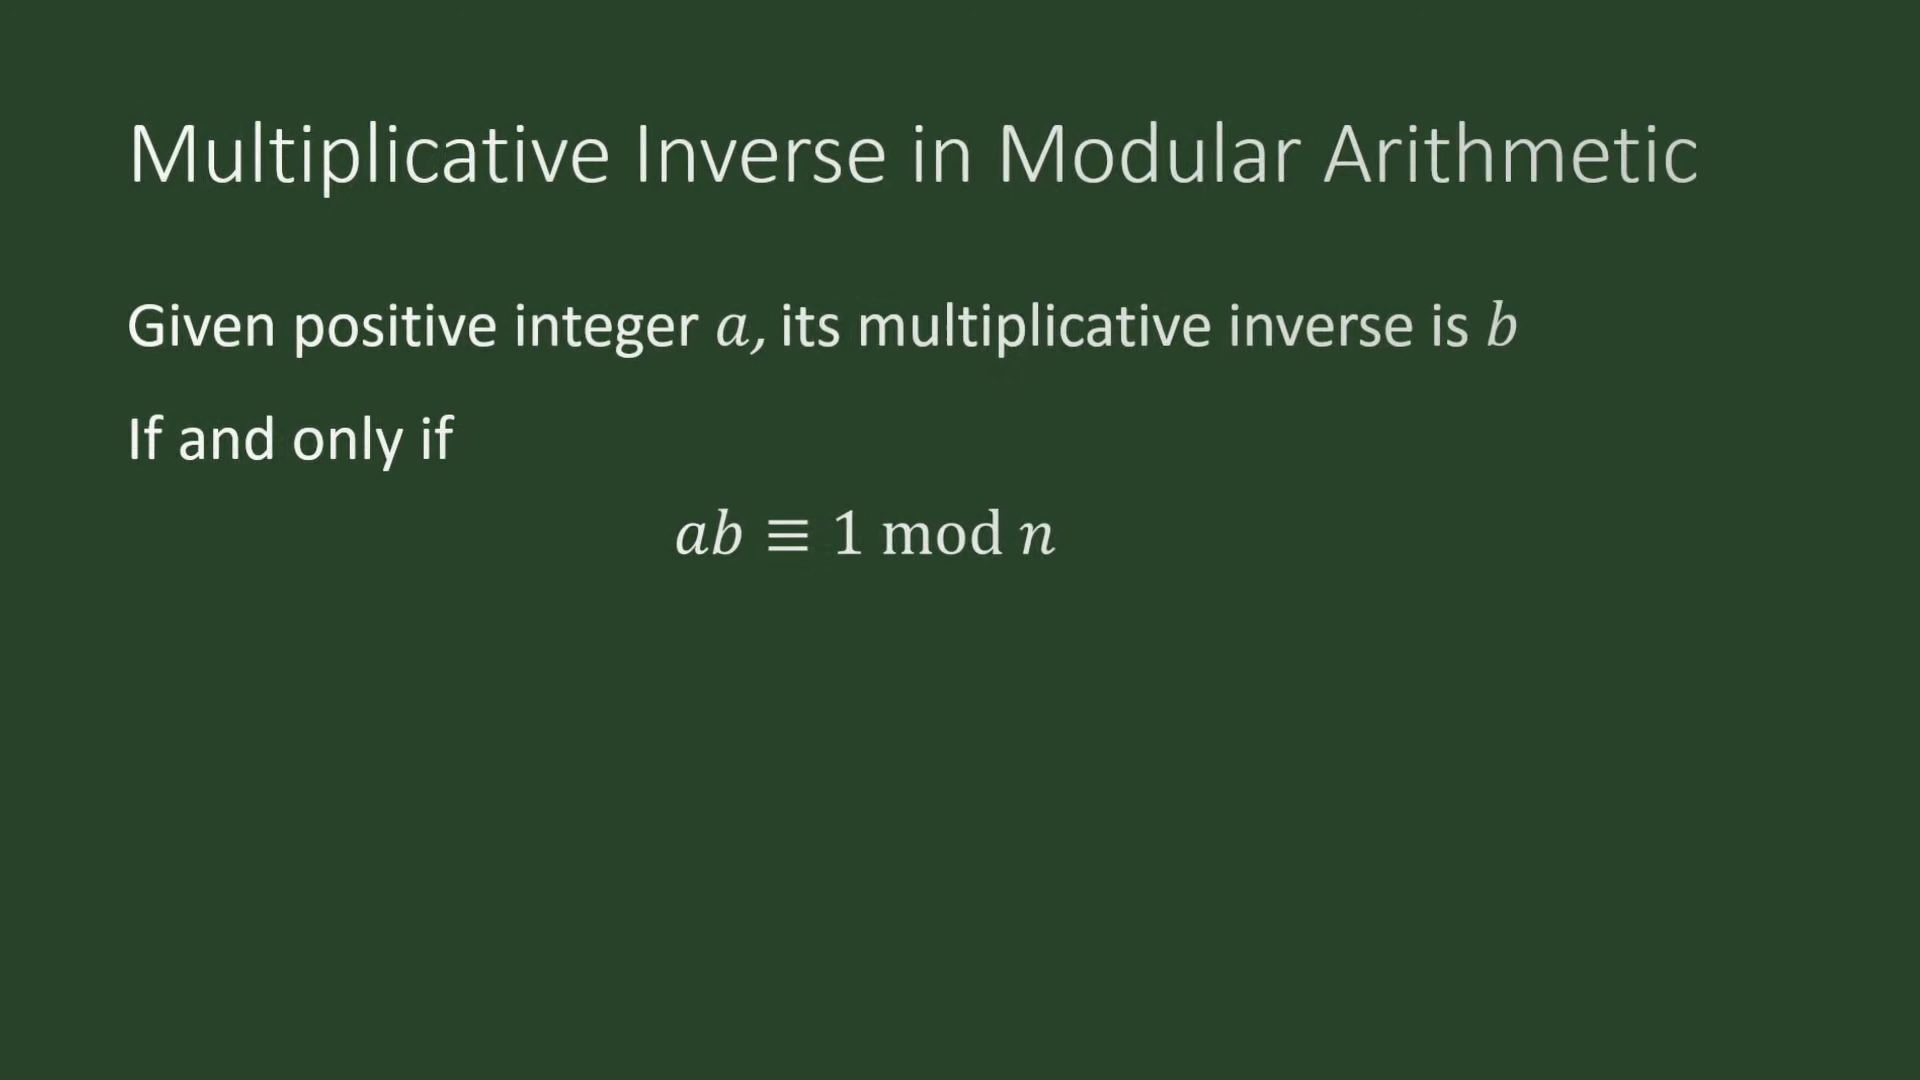 Multiplicative Inverse in Modular Arithmetic
Given positive integer a, its multiplicative inverse is b
If and only if
ab ≡ 1 mod n